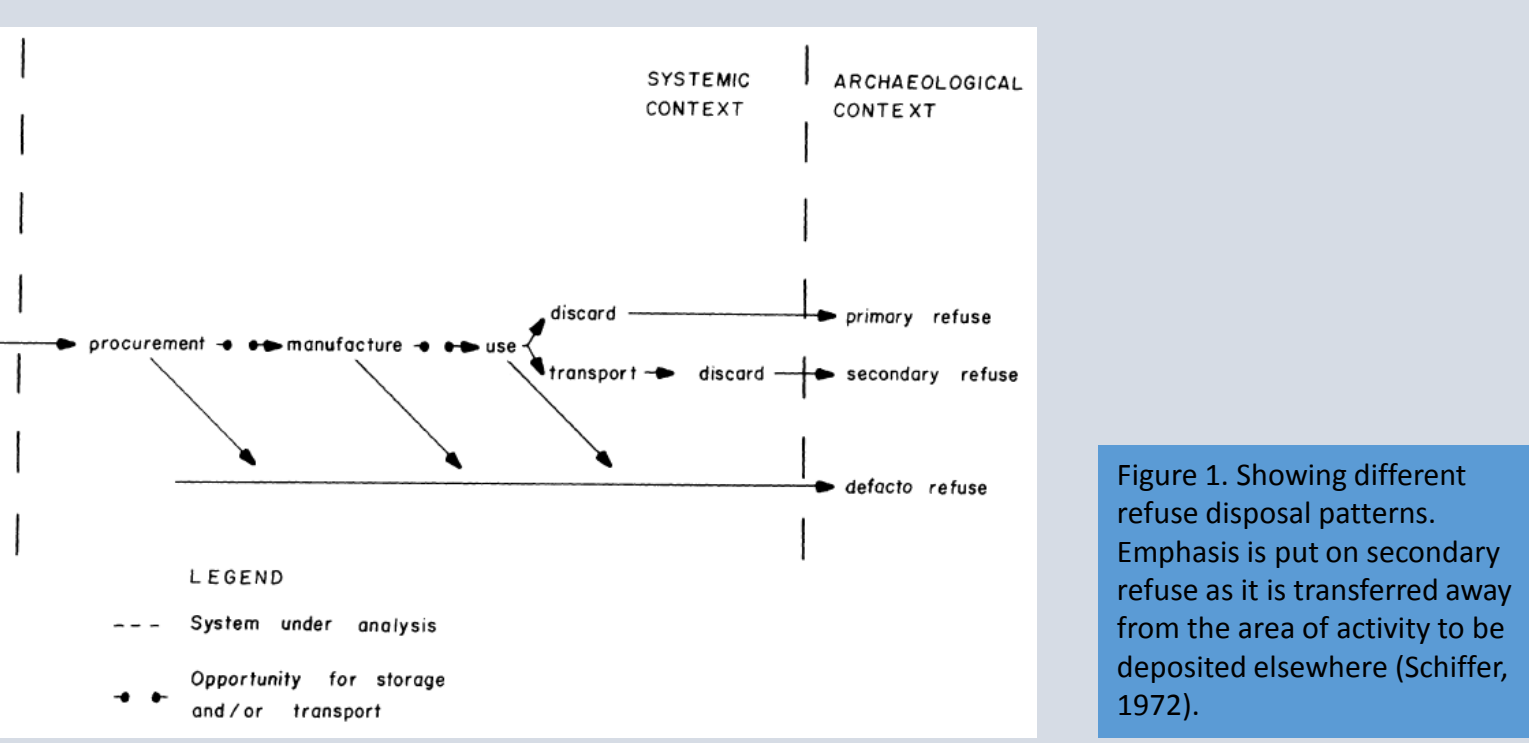 SYSTEMIC
CONTEXT
ARCHAEOLOGICAL
CONTEXT
discard
primary refuse
procurement
manufacture
use
transport
discard
secondary refuse
defacto refuse
LEGEND
System under analysis
Opportunity for storage
and/or transport
Figure 1. Showing different
refuse disposal patterns.
Emphasis is put on secondary
refuse as it is transferred away
from the area of activity to be
deposited elsewhere (Schiffer,
1972).